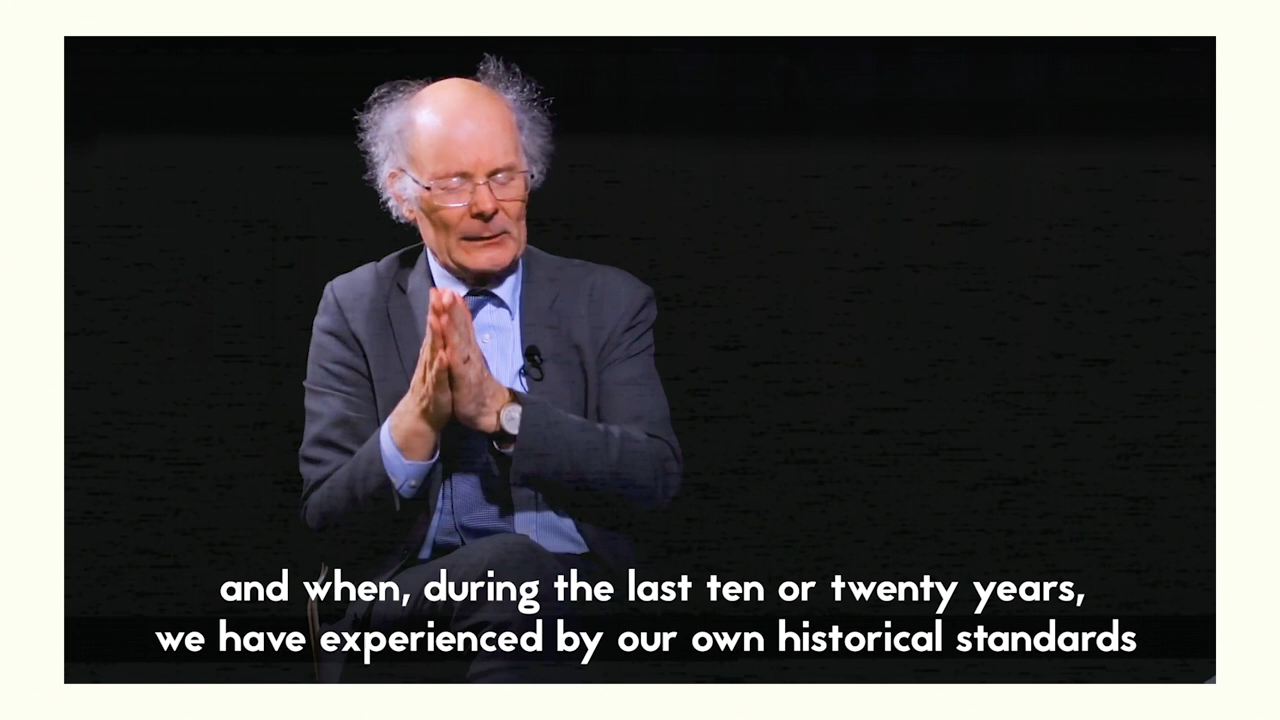 and when, during the last ten or twenty years,
we have experienced by our own historical standards